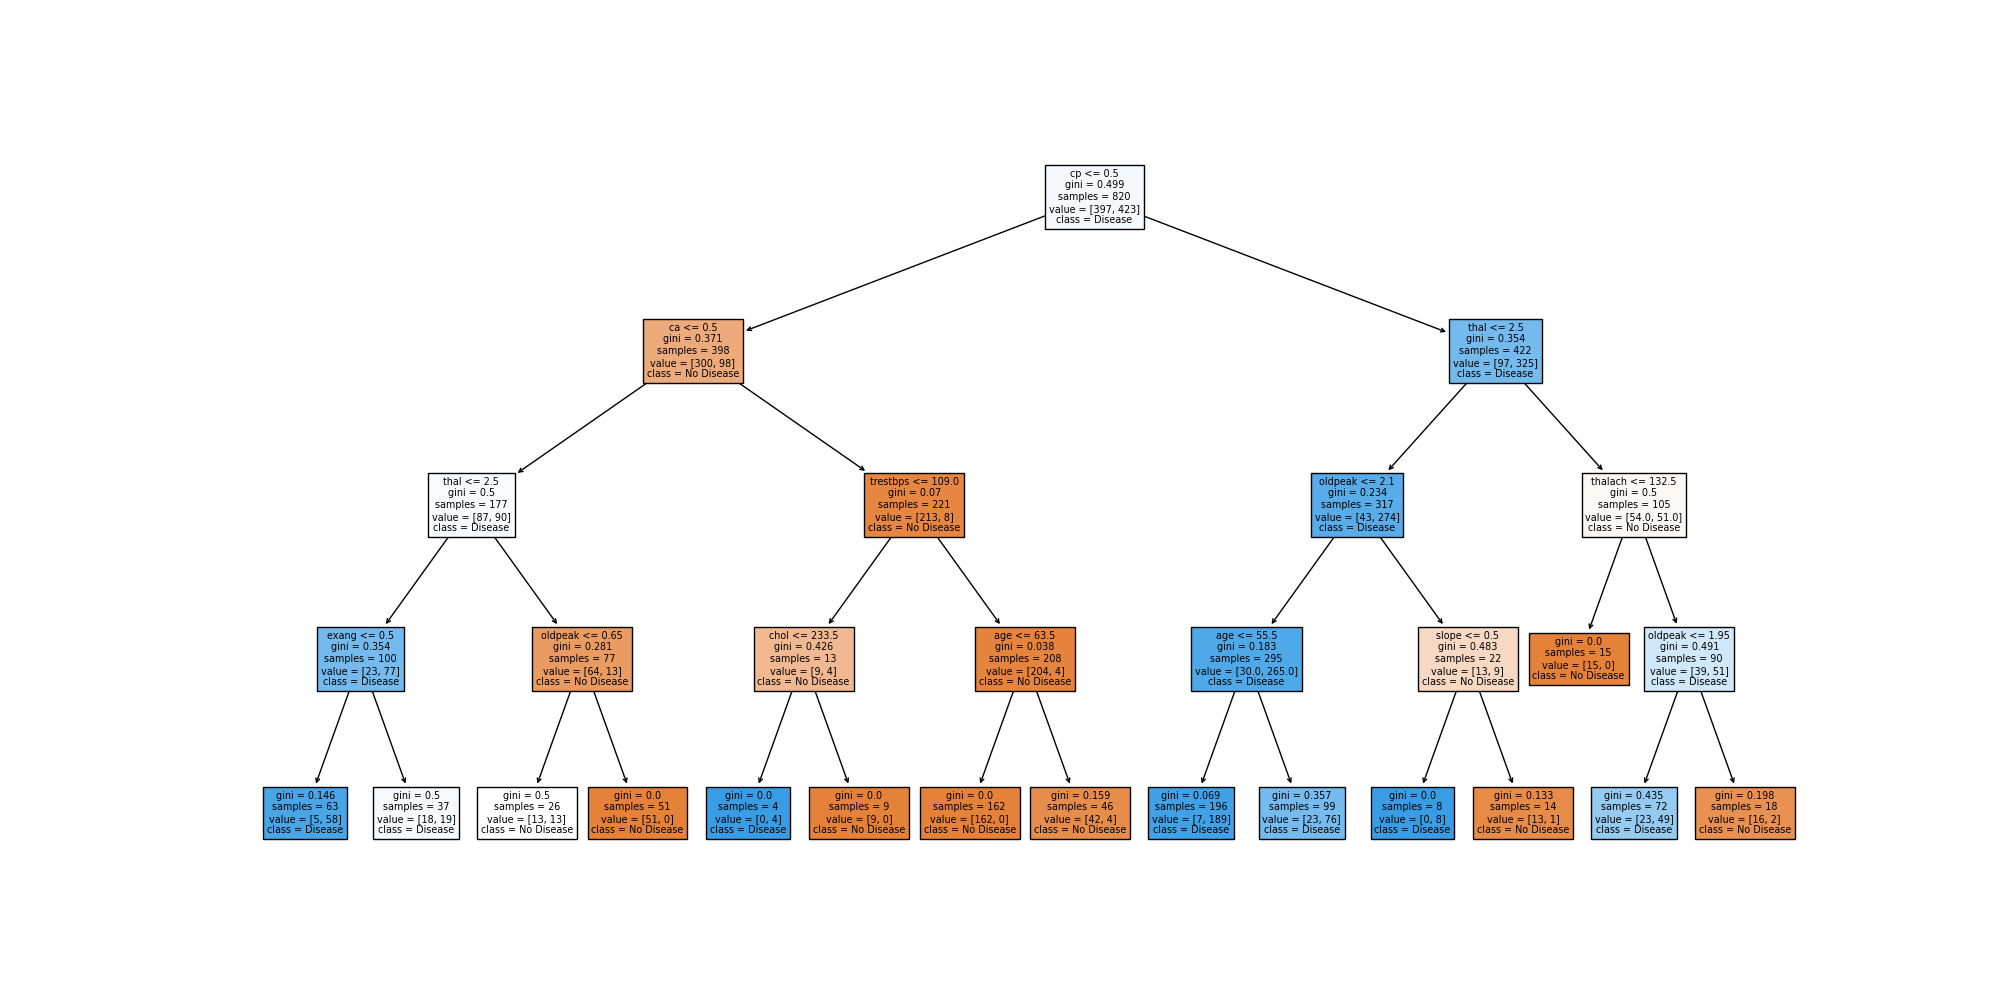 cp <= 0.5
gini = 0.499
samples = 820
value = [397, 423]
class = Disease
ca <= 0.5
gini = 0.371
samples = 398
value = [300, 98]
class = No Disease
thal <= 2.5
gini = 0.354
samples = 422
value = [97, 325]
class = Disease
thal <= 2.5
gini = 0.5
samples = 177
value = [87, 90]
class = Disease
trestbps <= 109.0
gini = 0.07
samples = 221
value = [213, 8]
class = No Disease
oldpeak <= 2.1
gini = 0.234
samples = 317
value = [43, 274]
class = Disease
thalach <= 132.5
gini = 0.5
samples = 105
value = [54.0, 51.0]
class = No Disease
exang <= 0.5
gini = 0.354
samples = 100
value = [23, 77]
class = Disease
oldpeak <= 0.65
gini = 0.281
samples = 77
value = [64, 13]
class = No Disease
chol <= 233.5
gini = 0.426
samples = 13
value = [9, 4]
class = No Disease
age <= 63.5
gini = 0.038
samples = 208
value = [204, 4]
class = No Disease
age <= 55.5
gini = 0.183
samples = 295
value = [30.0, 265.0]
class = Disease
slope <= 0.5
gini = 0.483
samples = 22
value = [13, 9]
class = No Disease
gini = 0.0
samples = 15
value = [15, 0]
class = No Disease
oldpeak <= 1.95
gini = 0.491
samples = 90
value = [39, 51]
class = Disease
gini = 0.146
samples = 63
value = [5, 58]
class = Disease
gini = 0.5
samples = 37
value = [18, 19]
class = Disease
gini = 0.5
samples = 26
value = [13, 13]
class = No Disease
gini = 0.0
samples = 51
value = [51, 0]
class = No Disease
gini = 0.0
samples = 4
value = [0, 4]
class = Disease
gini = 0.0
samples = 9
value = [9, 0]
class = No Disease
gini = 0.0
samples = 162
value = [162, 0]
class = No Disease
gini = 0.159
samples = 46
value = [42, 4]
class = No Disease
gini = 0.069
samples = 196
value = [7, 189]
class = Disease
gini = 0.357
samples = 99
value = [23, 76]
class = Disease
gini = 0.0
samples = 8
value = [0, 8]
class = Disease
gini = 0.133
samples = 14
value = [13, 1]
class = No Disease
gini = 0.435
samples = 72
value = [23, 49]
class = Disease
gini = 0.198
samples = 18
value = [16, 2]
class = No Disease